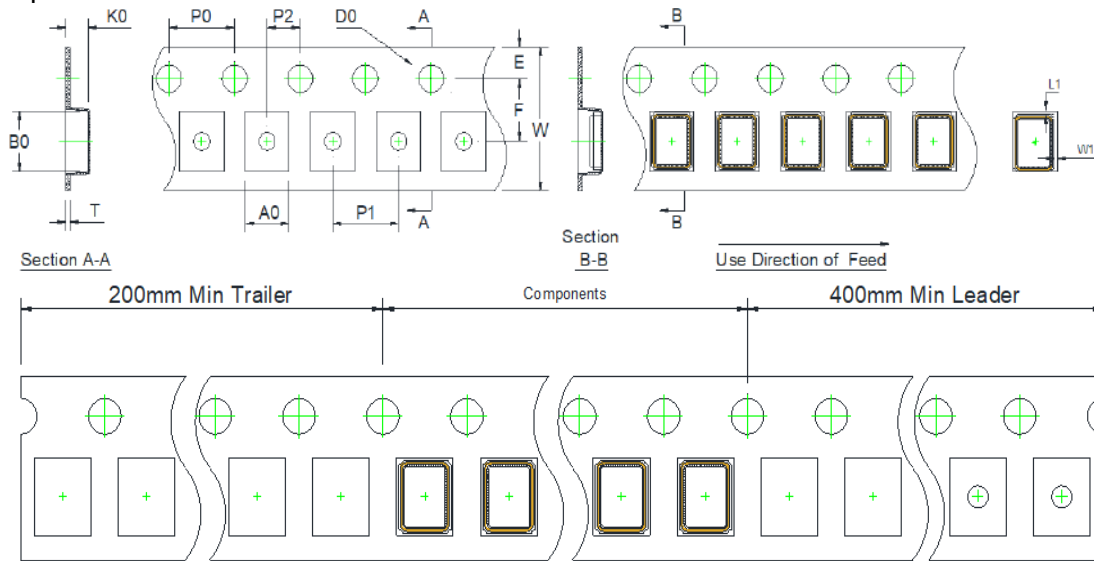 K0
P0
P2
D0
A
B
E
F
W
B0
L1
W1
T
A0
P1
A
B
Section A-A
Section
B-B
Use Direction of Feed
200mm Min Trailer
Components
400mm Min Leader